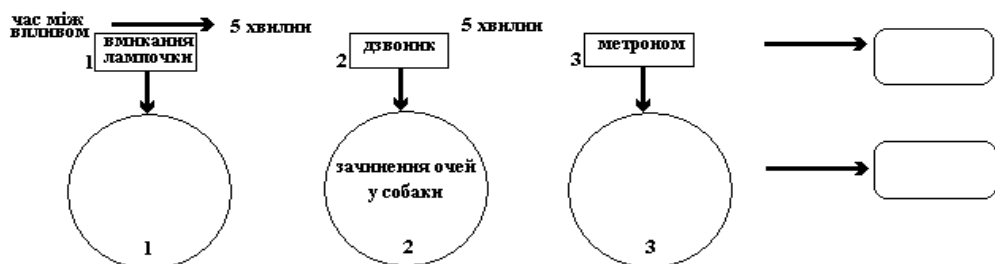 час між
впливом
5 хвилин
5 хвилин
1
вмикання
лампочки
2
дзвоник
3
метроном
зачинення очей
у собаки
1
2
3